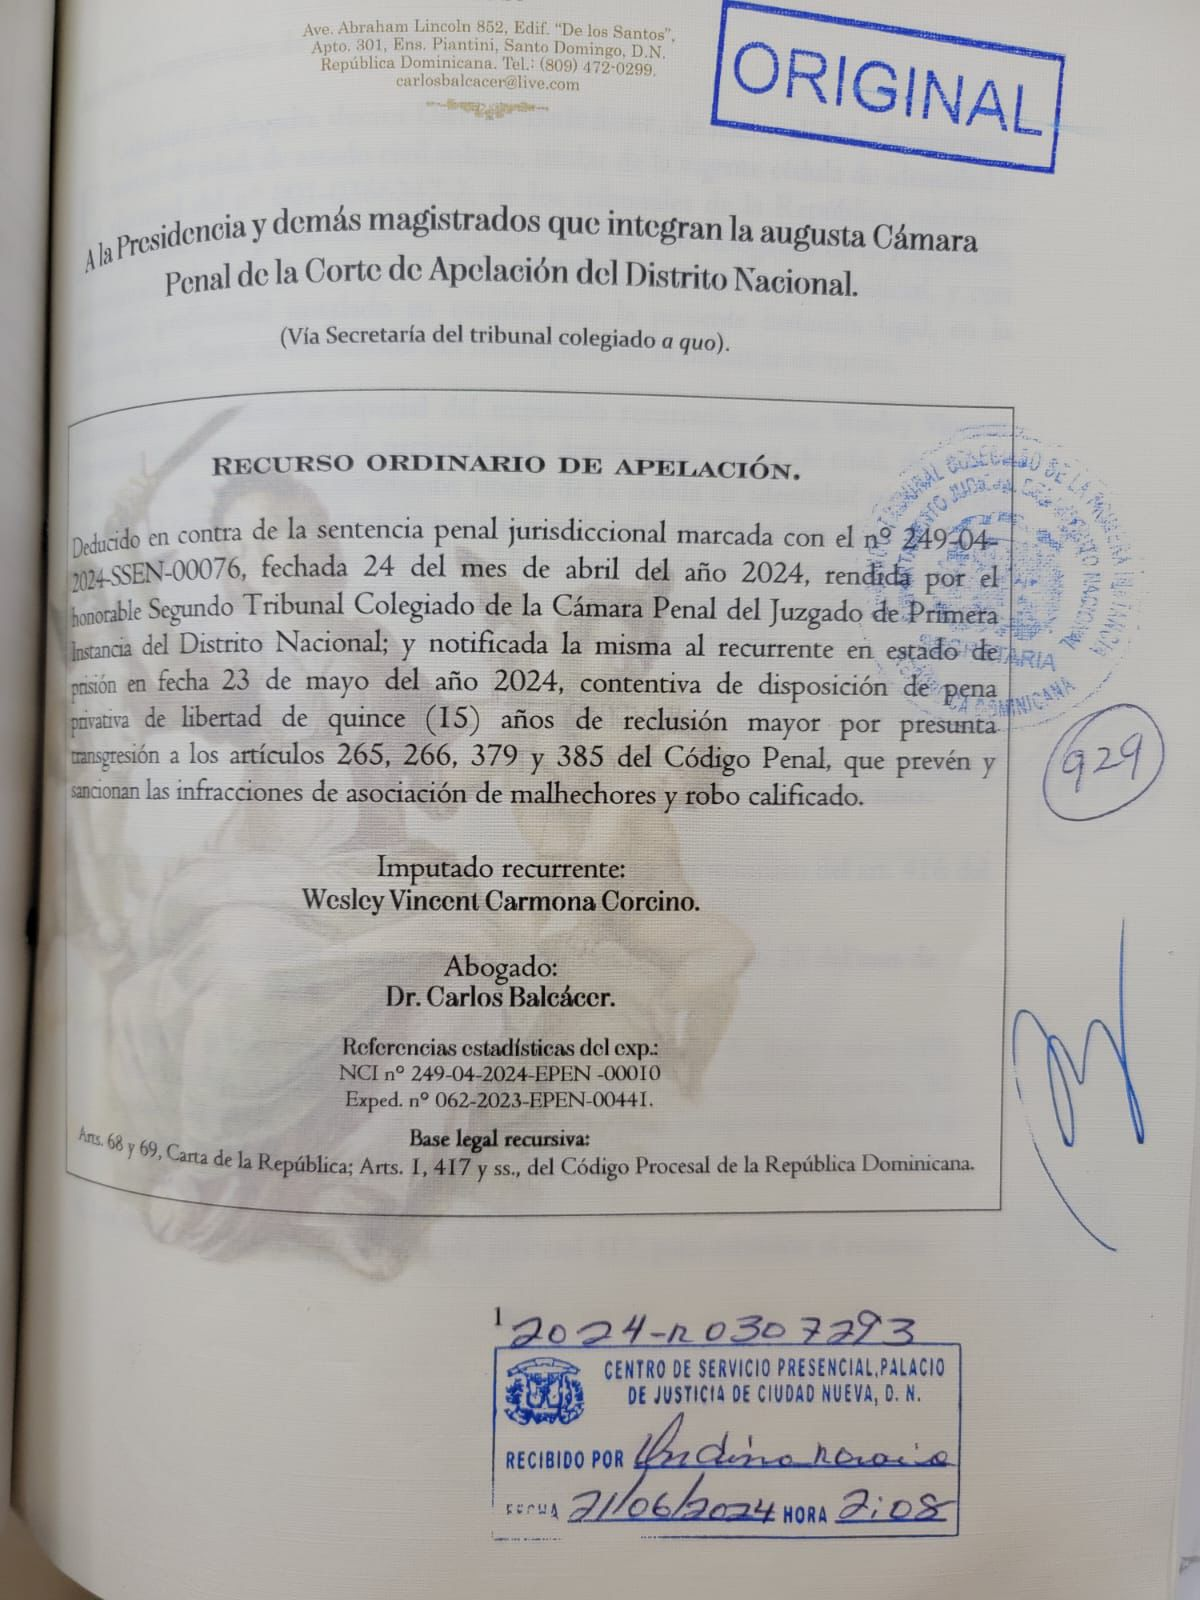 Ave. Abraham Lincoln 852, Edif. “De los Santos”,
Apto. 301, Ens. Piantini, Santo Domingo, D.N.
República Dominicana. Tel.: (809) 472-0299.
carlosbalcacer@live.com
ORIGINAL
A la Presidencia y demás magistrados que integran la augusta Cámara
Penal de la Corte de Apelación del Distrito Nacional.
(Vía Secretaría del tribunal colegiado a quo).
RECURSO ORDINARIO DE APELACIÓN.
Deducido en contra de la sentencia penal jurisdiccional marcada con el nº 249-04-
2024-SSEN-00076, fechada 24 del mes de abril del año 2024, rendida por el
honorable Segundo Tribunal Colegiado de la Cámara Penal del Juzgado de Primera
Instancia del Distrito Nacional; y notificada la misma al recurrente en estado de
prisión en fecha 23 de mayo del año 2024, contentiva de disposición de pena
privativa de libertad de quince (15) años de reclusión mayor por presunta
transgresión a los artículos 265, 266, 379 y 385 del Código Penal, que prevén y
sancionan las infracciones de asociación de malhechores y robo calificado.
929
Imputado recurrente:
Wesley Vincent Carmona Corcino.
Abogado:
Dr. Carlos Balcácer.
Referencias estadísticas del exp.:
NCI nº 249-04-2024-EPEN -00010
Exped. nº 062-2023-EPEN-00441.
Base legal recursiva:
Arts. 68 y 69, Carta de la República; Arts. 1, 417 y ss., del Código Procesal de la República Dominicana.
1
2024-R0307293
CENTRO DE SERVICIO PRESENCIAL, PALACIO
DE JUSTICIA DE CIUDAD NUEVA, D. N.
RECIBIDO POR
FECHA 21/06/2024 HORA 2:08